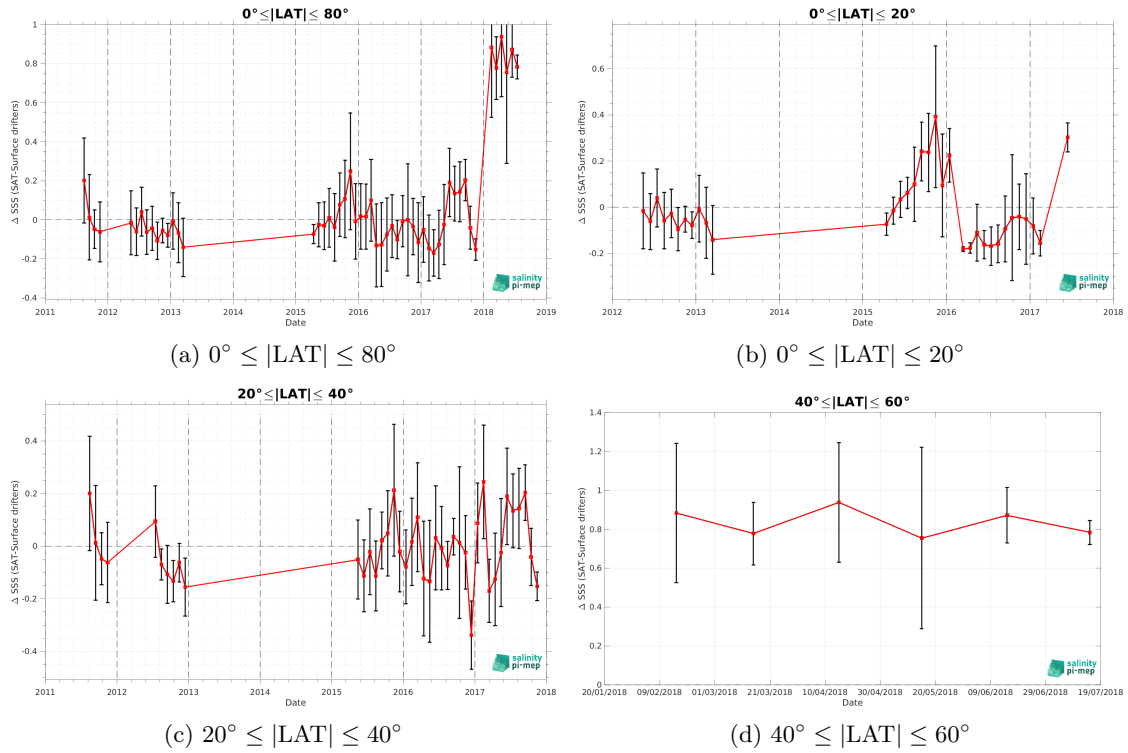 0°≤|LAT|≤ 80°
Δ SSS (SAT-Surface drifters)
1
0.8
0.6
0.4
0.2
0
-0.2
-0.4
2011 2012 2013 2014 2015 2016 2017 2018 2019
Date
salinity
pi-mep
(a) 0° ≤ |LAT| ≤ 80°
0°≤|LAT|≤ 20°
Δ SSS (SAT-Surface drifters)
0.6
0.4
0.2
0
-0.2
2012 2013 2014 2015 2016 2017 2018
Date
salinity
pi-mep
(b) 0° ≤ |LAT| ≤ 20°
20°≤|LAT|≤ 40°
Δ SSS (SAT-Surface drifters)
0.4
0.2
0
-0.2
-0.4
2011 2012 2013 2014 2015 2016 2017 2018
Date
salinity
pi-mep
(c) 20° ≤ |LAT| ≤ 40°
40°≤|LAT|≤ 60°
Δ SSS (SAT-Surface drifters)
1.4
1.2
1
0.8
0.6
0.4
0.2
0
20/01/2018 09/02/2018 01/03/2018 21/03/2018 10/04/2018 30/04/2018 20/05/2018 09/06/2018 29/06/2018 19/07/2018
Date
salinity
pi-mep
(d) 40° ≤ |LAT| ≤ 60°